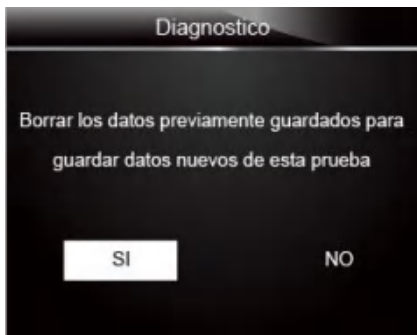 Diagnostico
Borrar los datos previamente guardados para
guardar datos nuevos de esta prueba
SI
NO